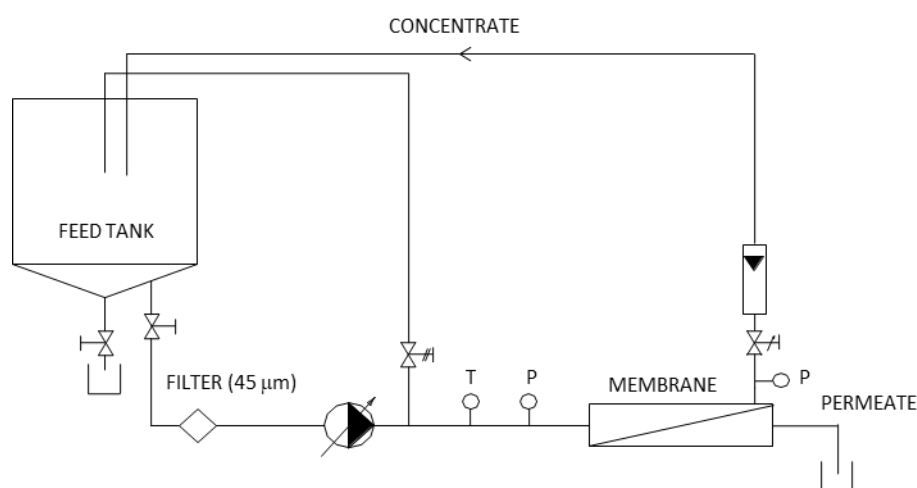 CONCENTRATE
FEED TANK
FILTER (45 μm)
T
P
MEMBRANE
P
PERMEATE